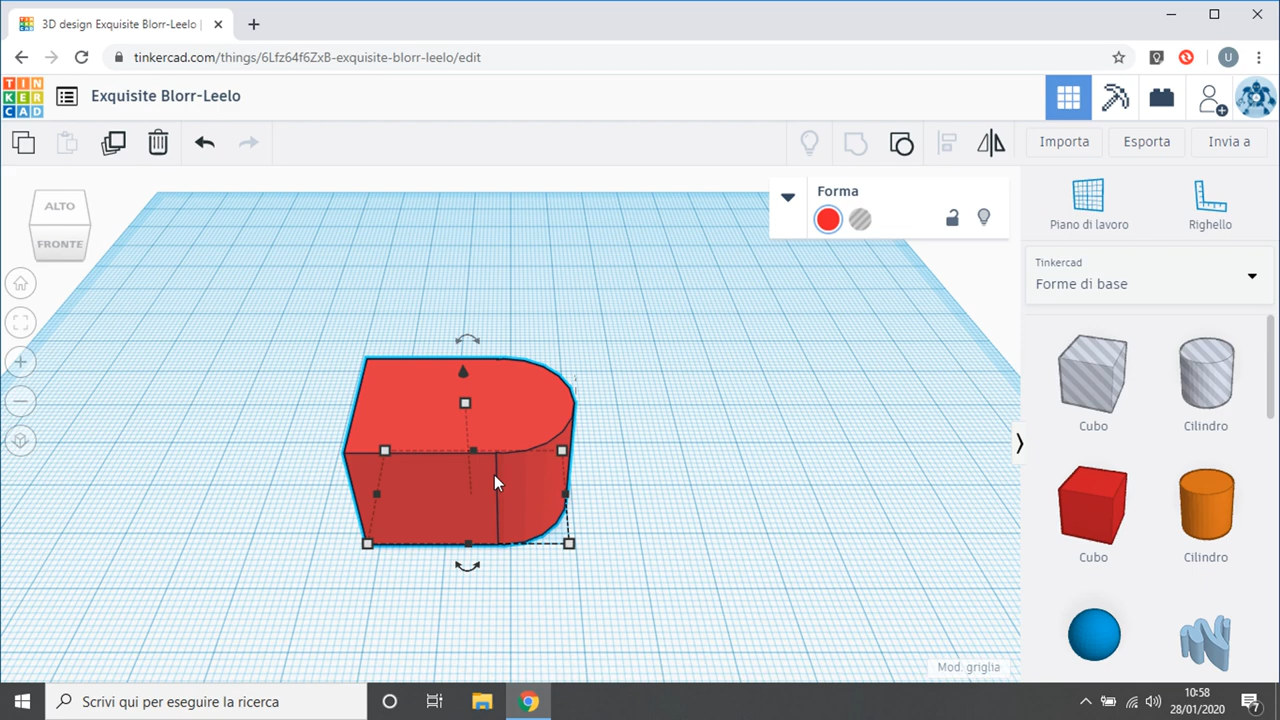 3D design Exquisite Blorr-Leelo |
tinkercad.com/things/6Lfz64f6ZxB-exquisite-blorr-leelo/edit
U
TIN
KER
CAD
Exquisite Blorr-Leelo
Importa
Esporta
Invia a
ALTO
FRONTE
Forma
Piano di lavoro
Righello
Tinkercad
Forme di base
Cubo
Cilindro
Cubo
Cilindro
Mod. griglia
Scrivi qui per eseguire la ricerca
10:58
28/01/2020
7